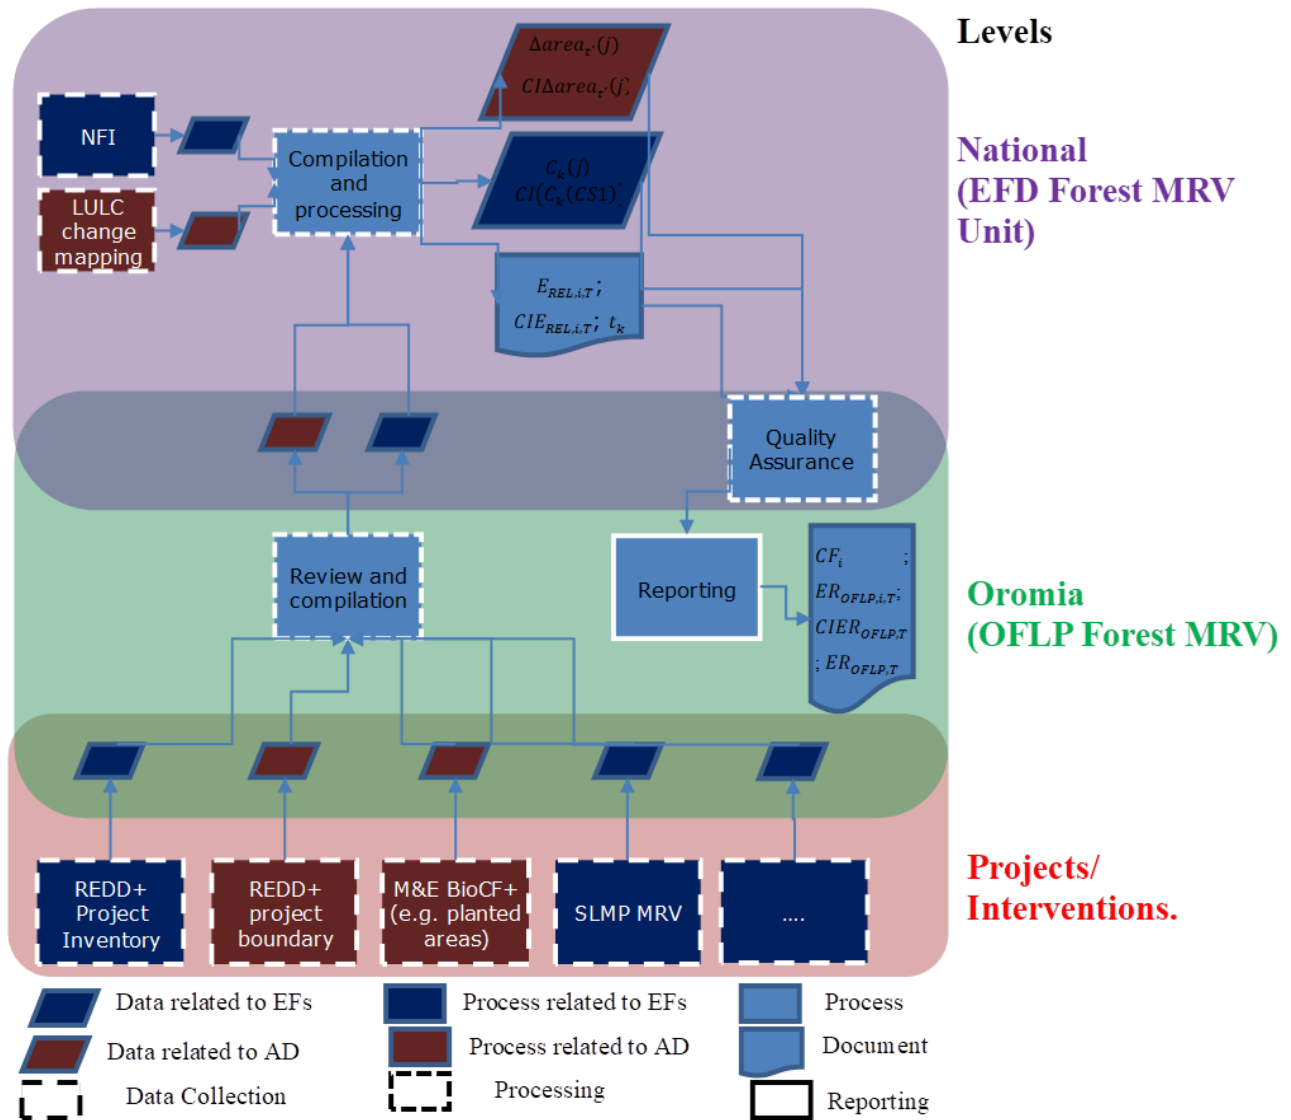 Levels
National
(EFD Forest MRV
Unit)
Oromia
(OFLP Forest MRV)
Projects/
Interventions.
NFI
LULC
change
mapping
Compilation
and
processing
Δarea_t'(j)
CIΔarea_t'(j)
C_k(j)
CI(C_k(CS1)
E_REL,i,T ;
CIE_REL,i,T; t_k
Quality
Assurance
Review and
compilation
Reporting
CF_i ;
ER_OFLP,i,T;
CIER_OFLP,T
; ER_OFLP,T
REDD+
Project
Inventory
REDD+
project
boundary
M&E BioCF+
(e.g. planted
areas)
SLMP MRV
....
Data related to EFs
Process related to EFs
Process
Data related to AD
Process related to AD
Document
Data Collection
Processing
Reporting